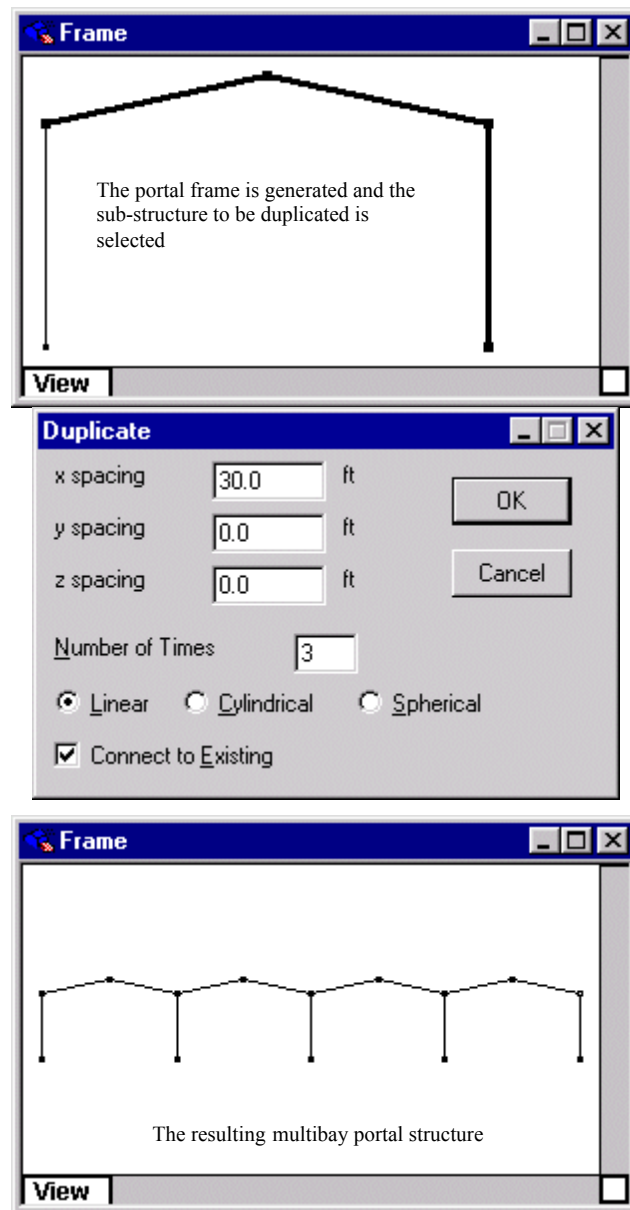 Frame
The portal frame is generated and the
sub-structure to be duplicated is
selected
View
Duplicate
x spacing 30.0 ft
OK
y spacing 0.0 ft
z spacing 0.0 ft
Cancel
Number of Times 3
Linear Cylindrical Spherical
Connect to Existing
Frame
The resulting multibay portal structure
View